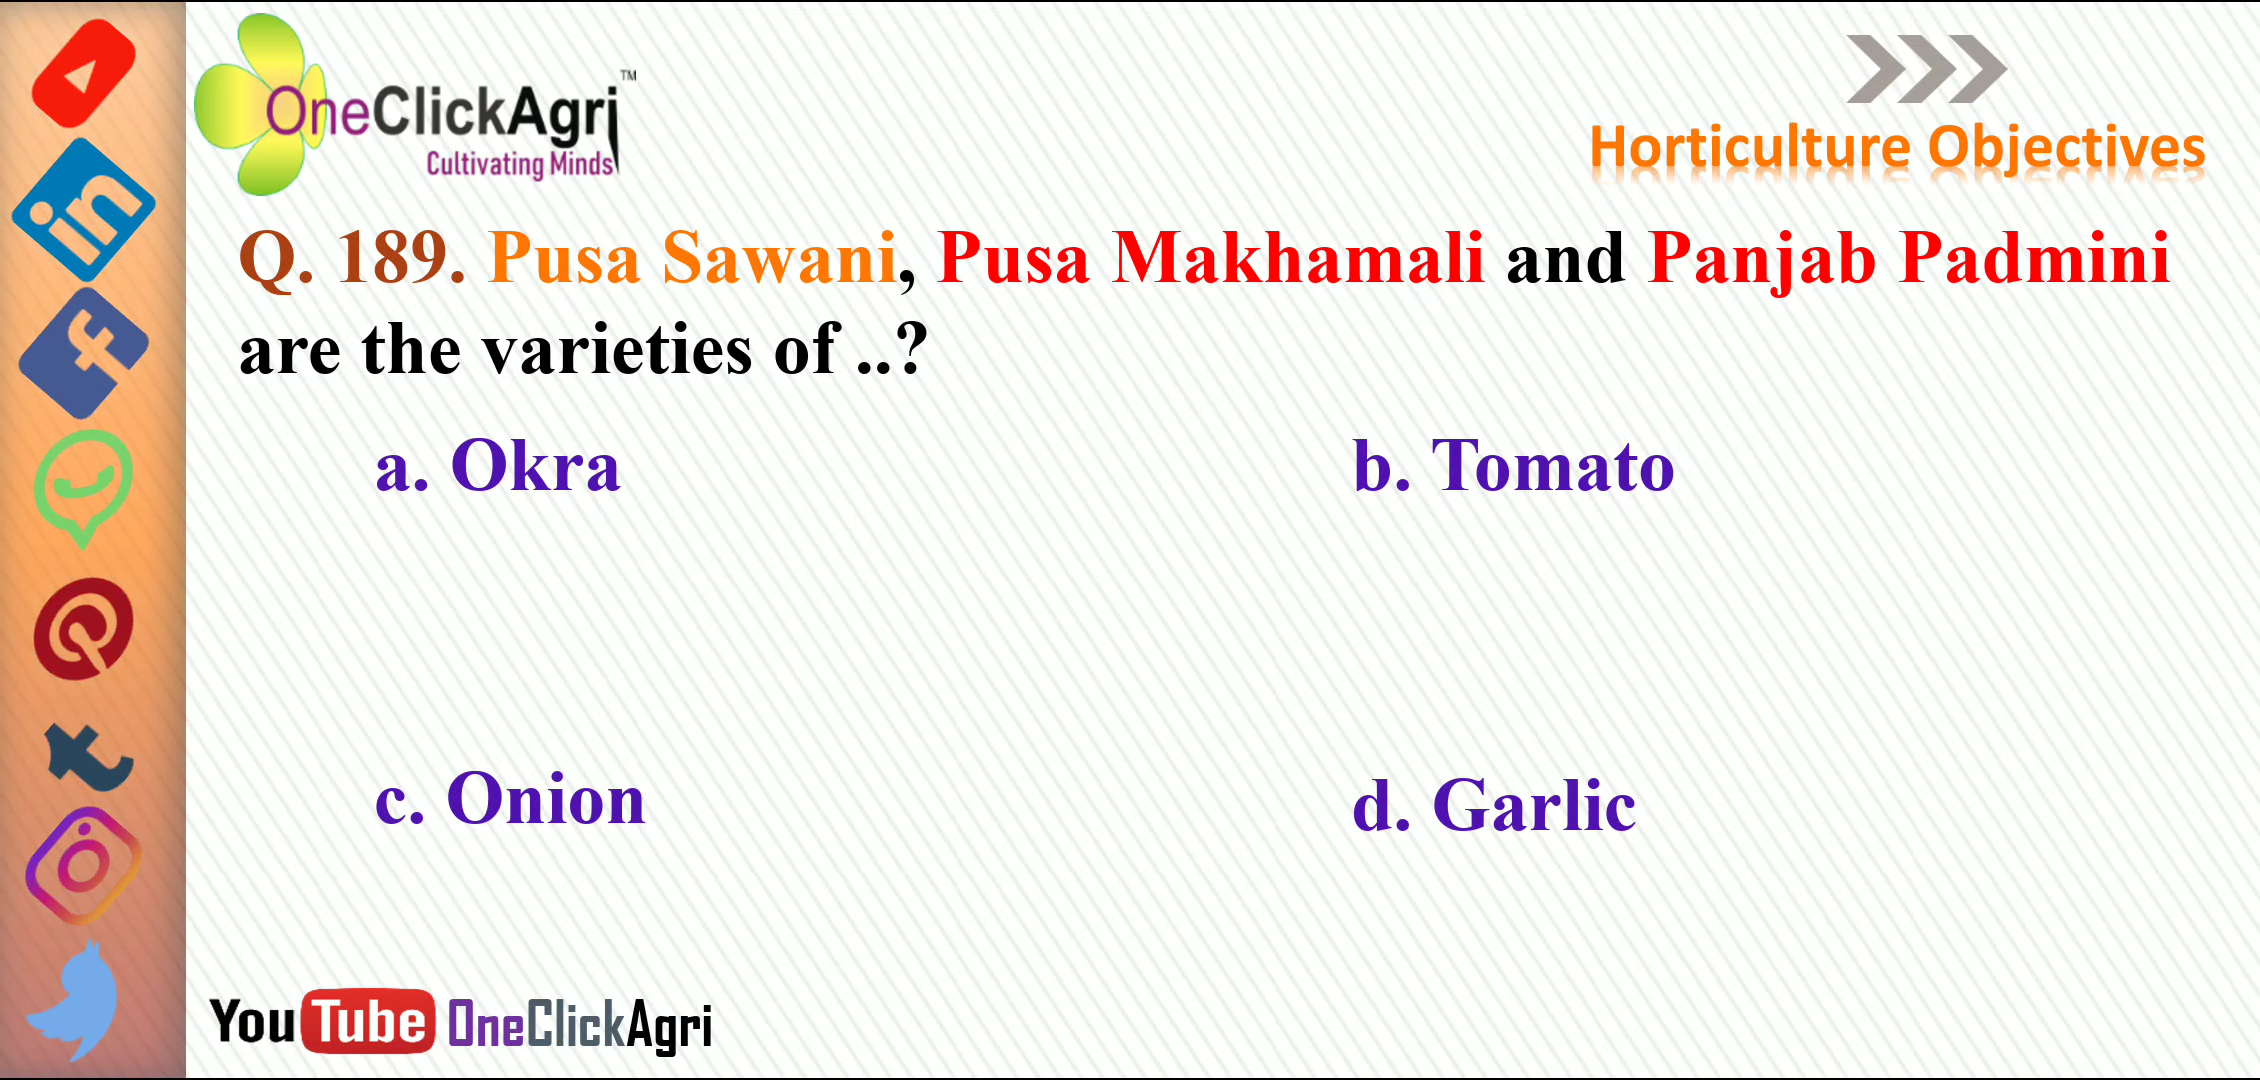 OneClickAgri™
Cultivating Minds
Horticulture Objectives
Q. 189. Pusa Sawani, Pusa Makhamali and Panjab Padmini
are the varieties of ..?
a. Okra
b. Tomato
c. Onion
d. Garlic
YouTube OneClickAgri